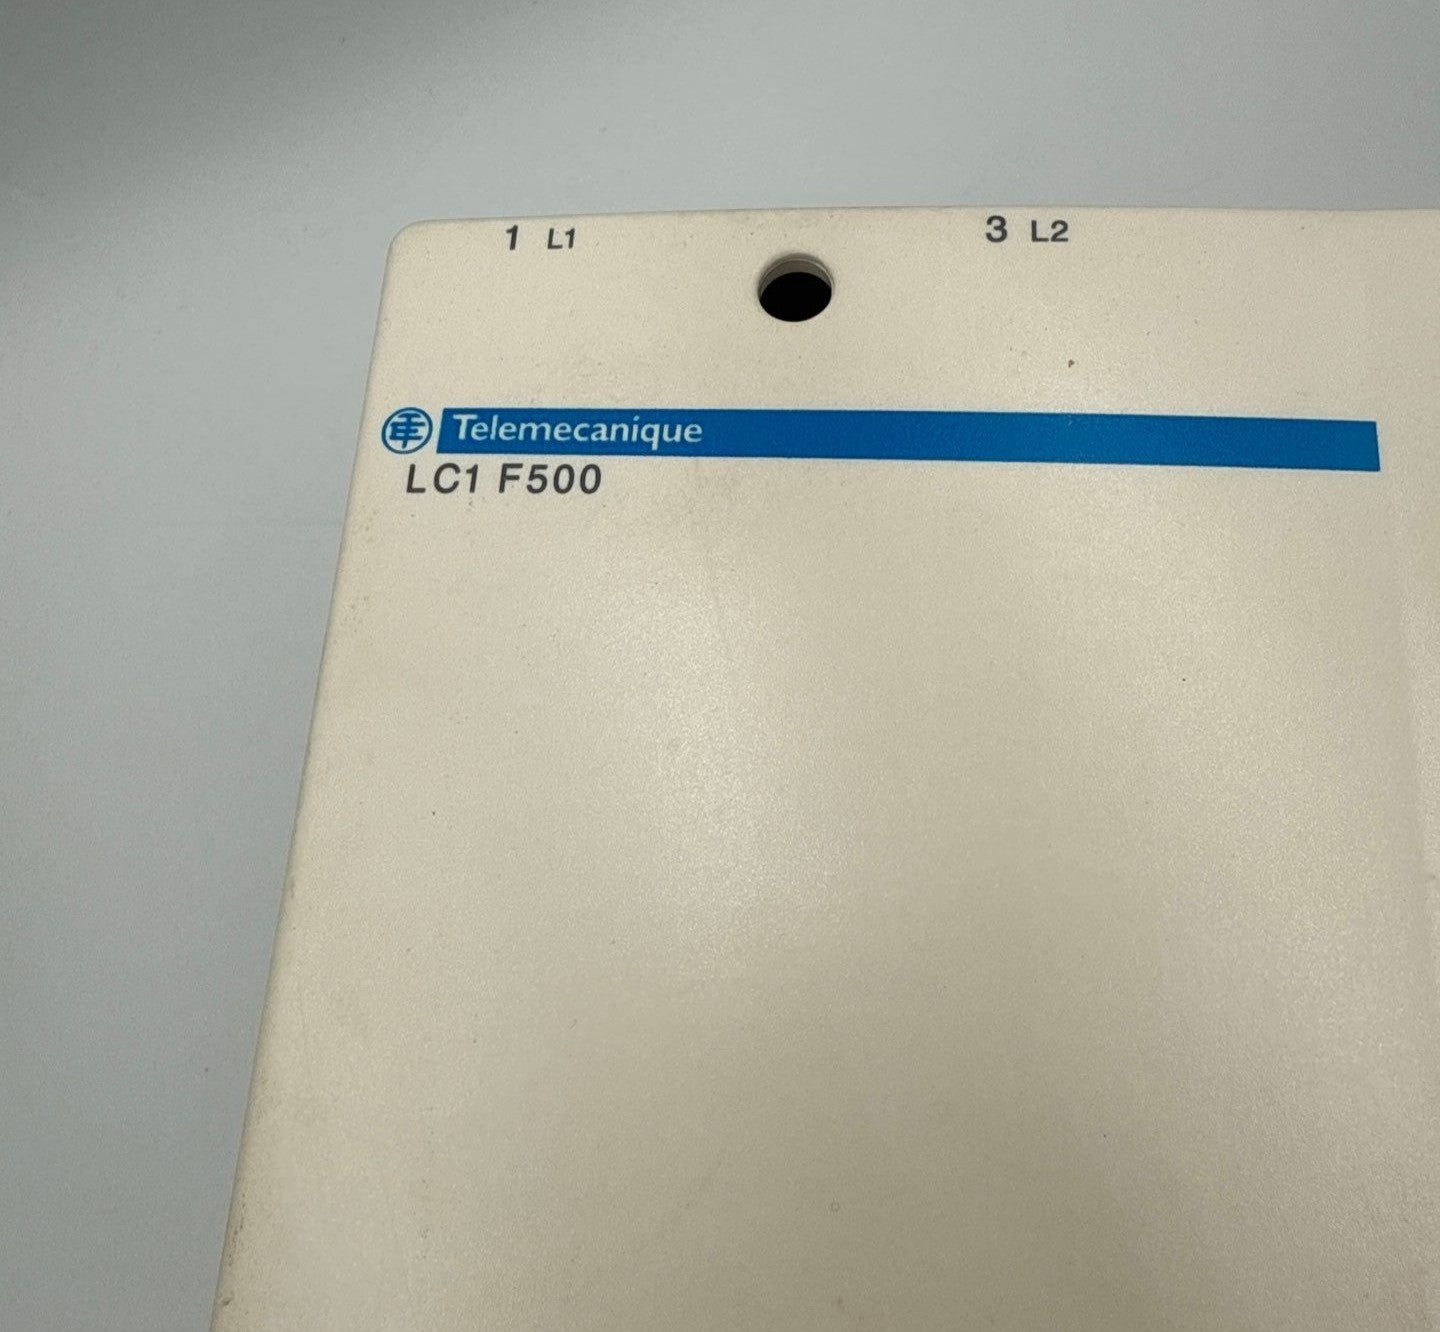 1 L1 3 L2
Telemecanique
LC1 F500